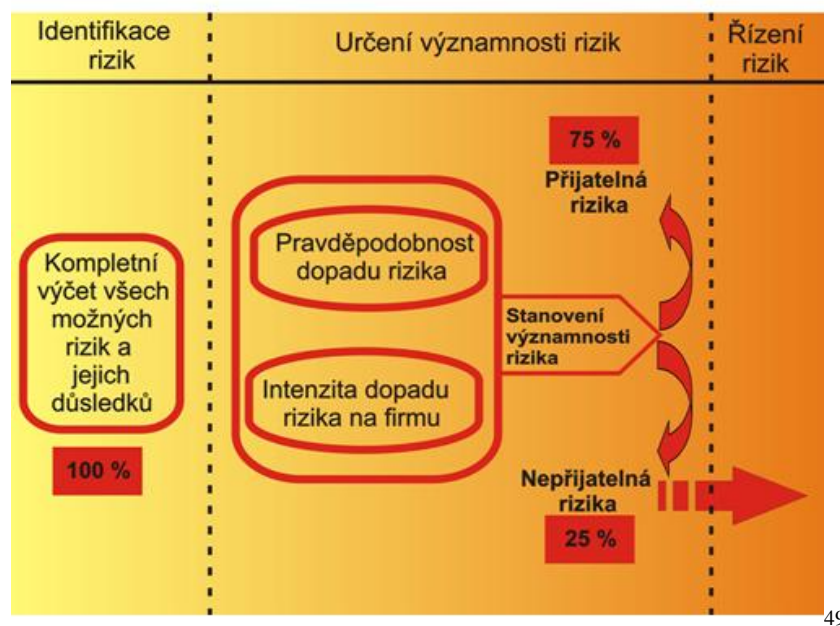 Identifikace
rizik
Určení významnosti rizik
Řízení
rizik
75 %
Přijatelná
rizika
Pravděpodobnost
dopadu rizika
Kompletní
výčet všech
možných
rizik a
jejich
důsledků
100 %
Stanovení
významnosti
rizika
Intenzita dopadu
rizika na firmu
Nepřijatelná
rizika
25 %
49